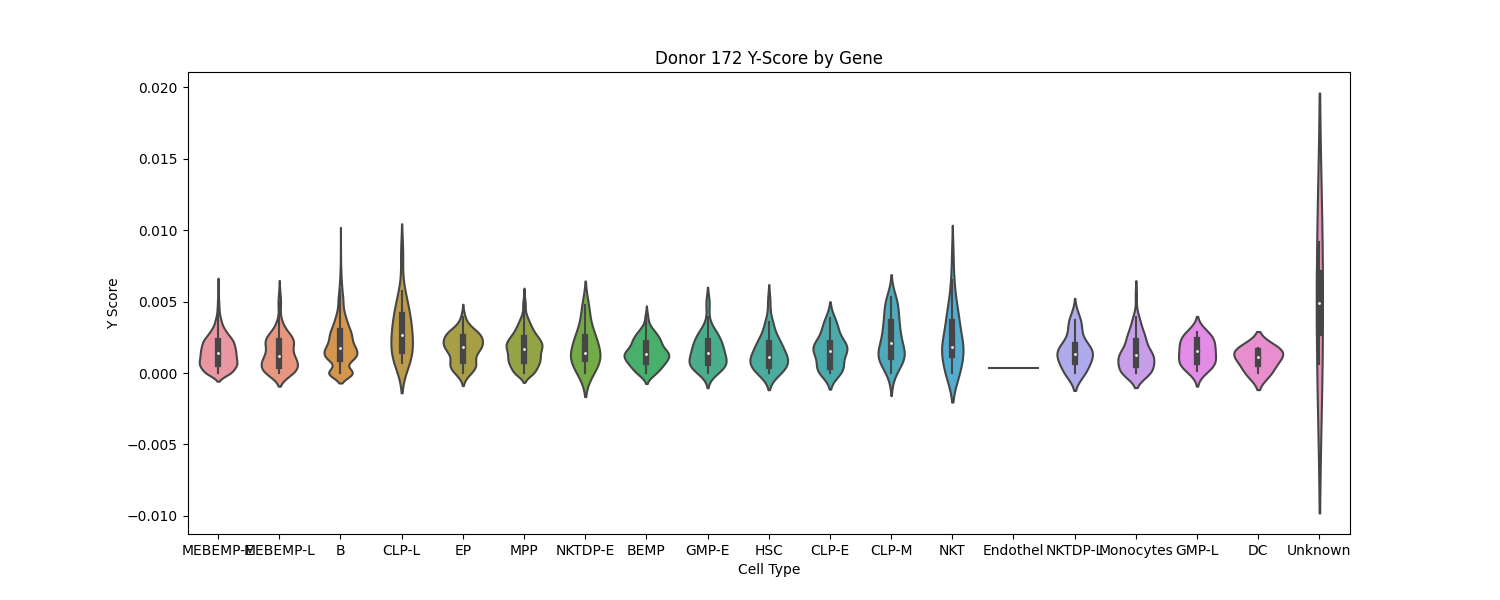 Donor 172 Y-Score by Gene
Y Score
0.020
0.015
0.010
0.005
0.000
−0.005
−0.010
MEBEMP-E MEBEMP-L B CLP-L EP MPP NKTDP-E BEMP GMP-E HSC CLP-E CLP-M NKT Endothel NKTDP-L Monocytes GMP-L DC Unknown
Cell Type